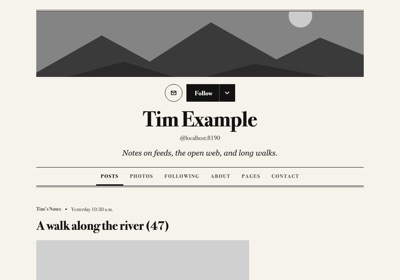 Follow
Tim Example
@localhost:8190
Notes on feeds, the open web, and long walks.
POSTS PHOTOS FOLLOWING ABOUT PAGES CONTACT
Tim's Notes • Yesterday 10:30 a.m.
A walk along the river (47)